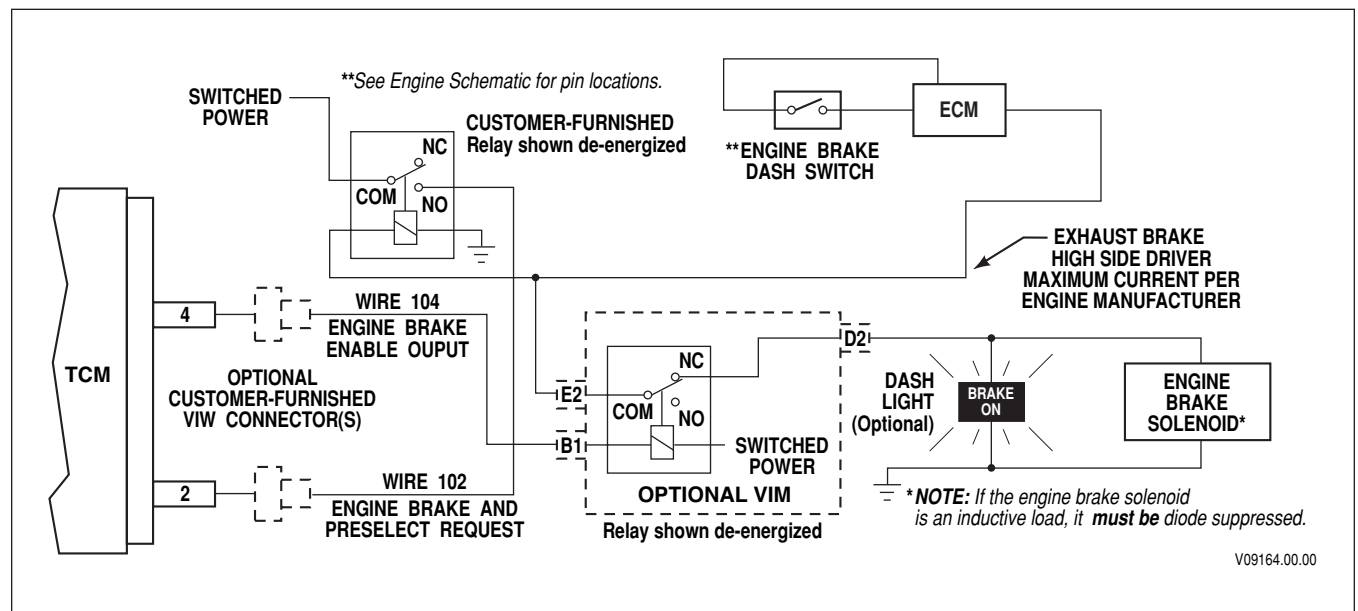 **See Engine Schematic for pin locations.
SWITCHED
POWER
CUSTOMER-FURNISHED
Relay shown de-energized
NC
COM
NO
ECM
**ENGINE BRAKE
DASH SWITCH
EXHAUST BRAKE
HIGH SIDE DRIVER
MAXIMUM CURRENT PER
ENGINE MANUFACTURER
TCM
4
WIRE 104
ENGINE BRAKE
ENABLE OUPUT
OPTIONAL
CUSTOMER-FURNISHED
VIW CONNECTOR(S)
2
WIRE 102
ENGINE BRAKE AND
PRESELECT REQUEST
E2
B1
NC
COM
NO
SWITCHED
POWER
OPTIONAL VIM
Relay shown de-energized
D2
DASH
LIGHT
(Optional)
BRAKE
ON
ENGINE
BRAKE
SOLENOID*
*NOTE: If the engine brake solenoid
is an inductive load, it must be diode suppressed.
V09164.00.00